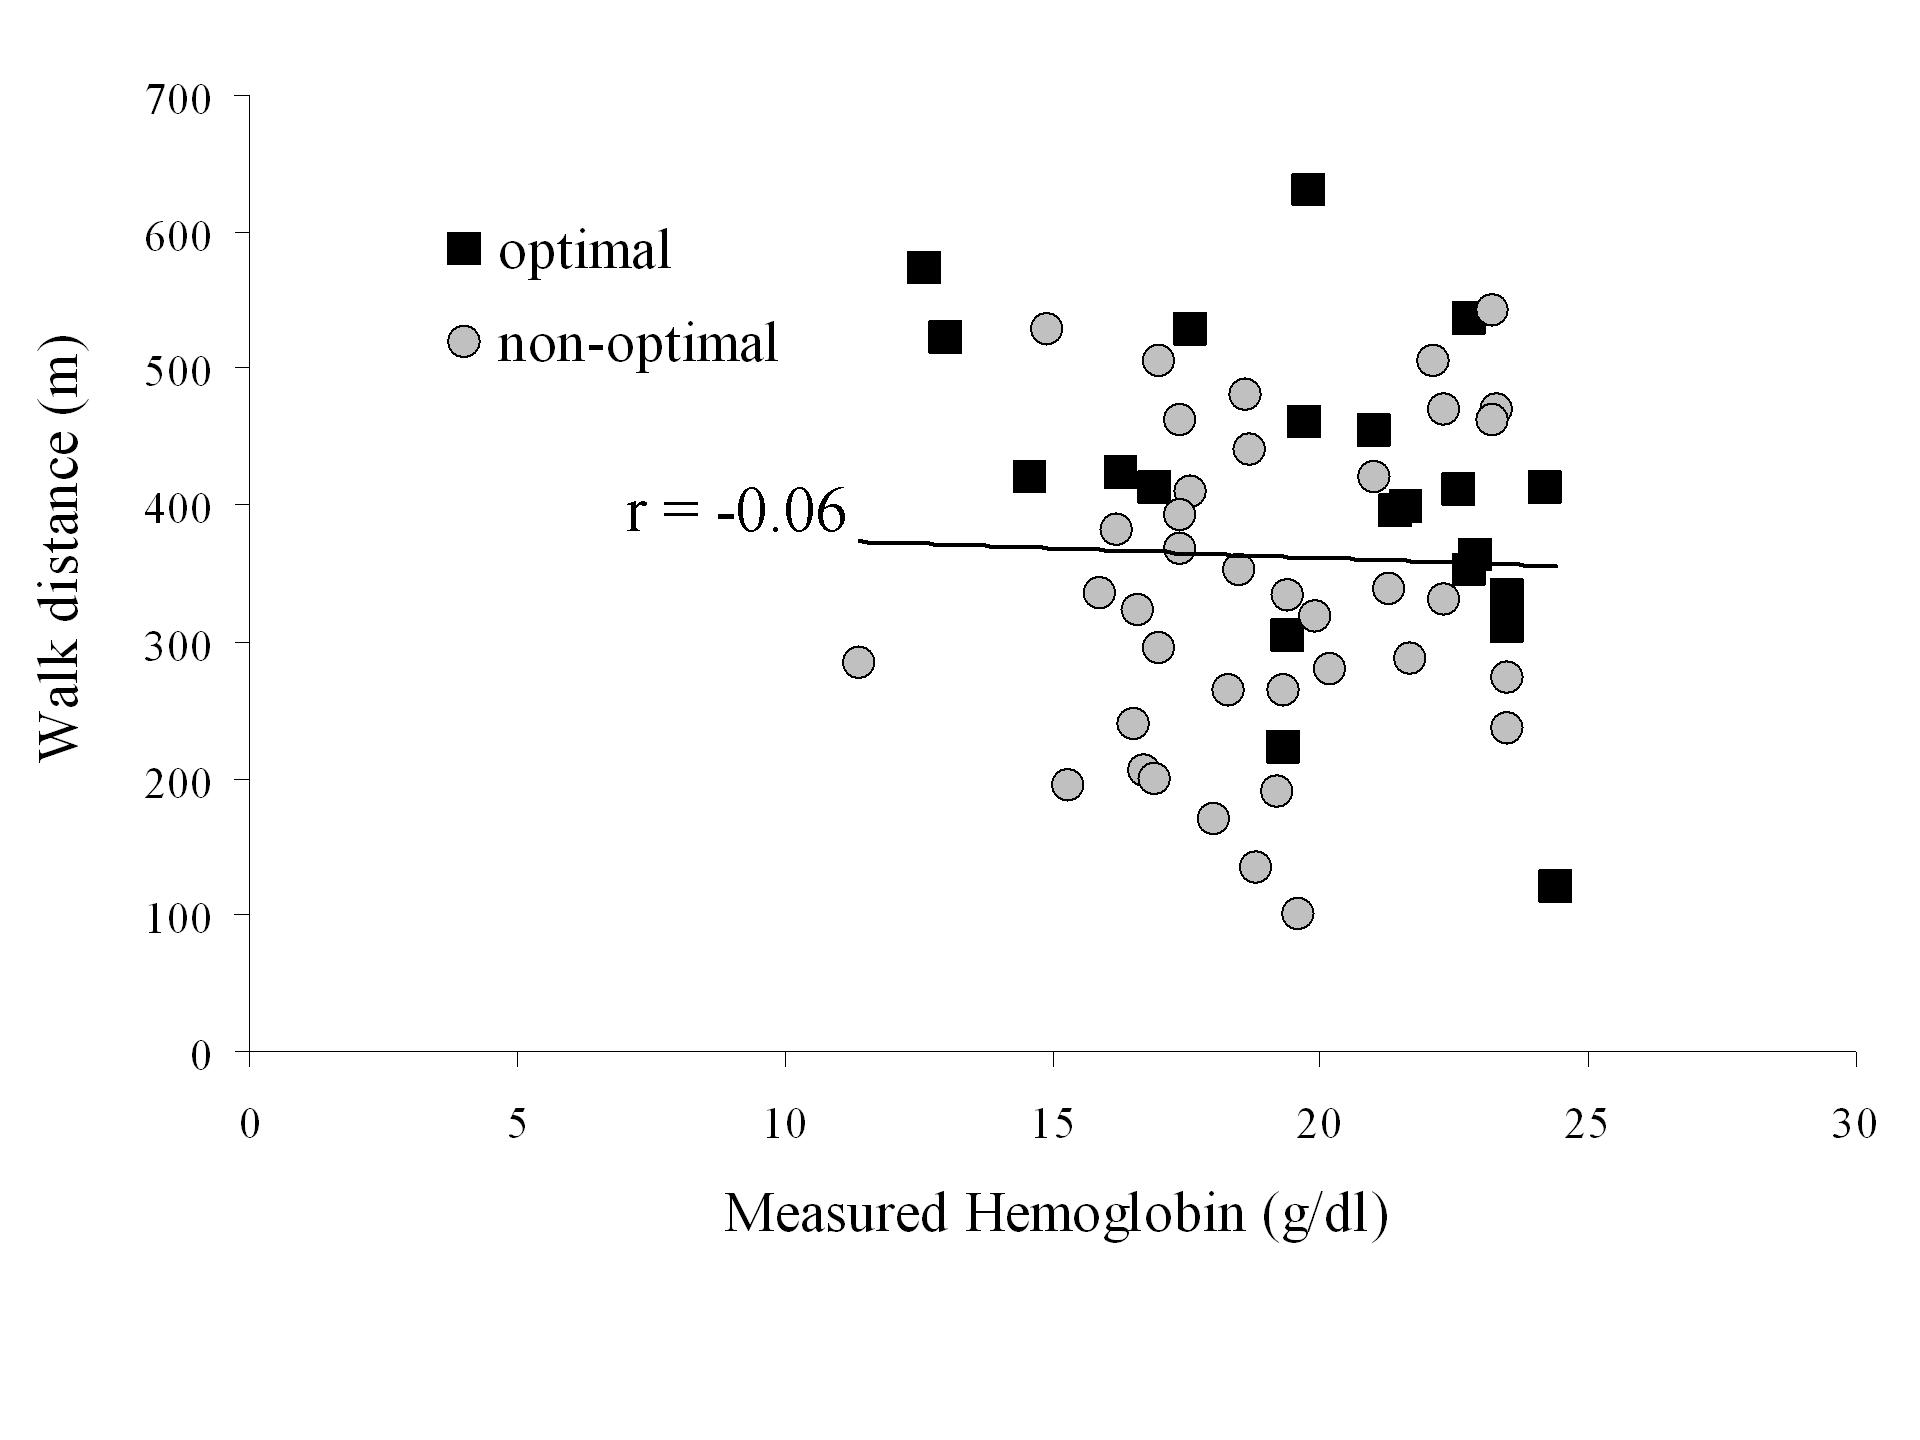 700
600
500
400
300
200
100
0
Walk distance (m)
optimal
non-optimal
r = -0.06
0 5 10 15 20 25 30
Measured Hemoglobin (g/dl)